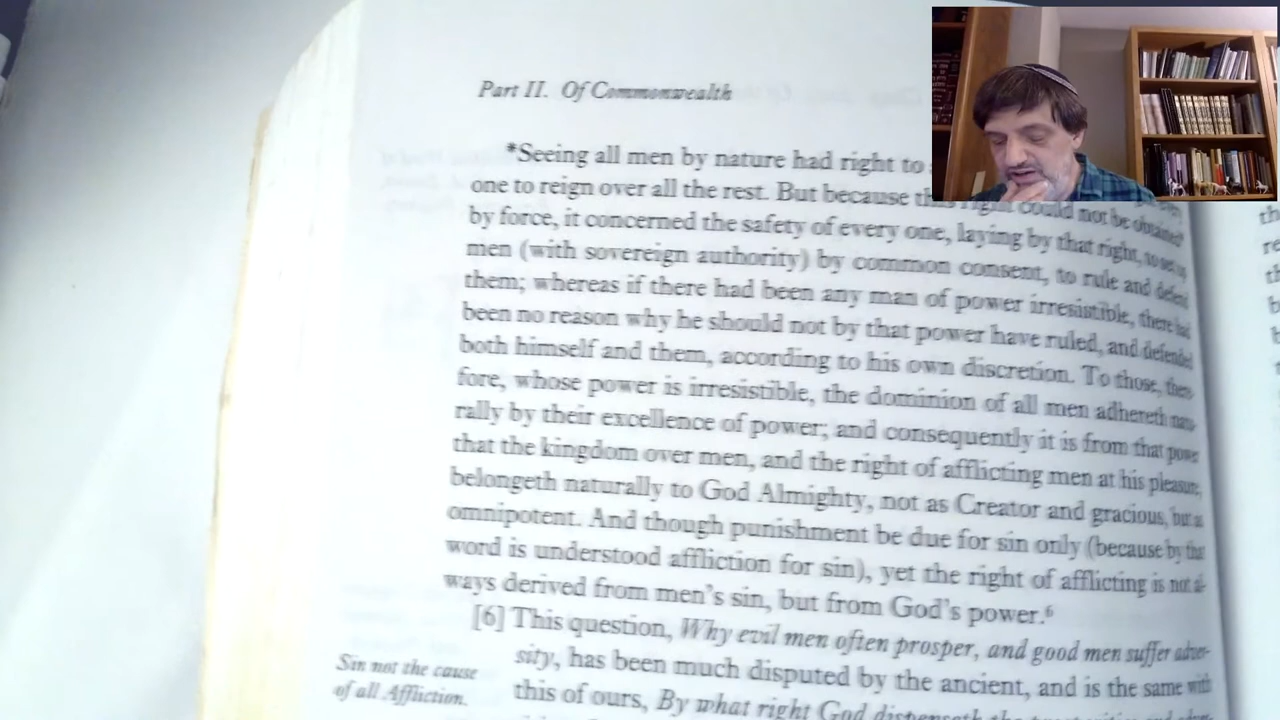 Part II. Of Commonwealth
*Seeing all men by nature had right to
one to reign over all the rest. But because this right could not be obtained
by force, it concerned the safety of every one, laying by that right, to set up
men (with sovereign authority) by common consent, to rule and defend
them; whereas if there had been any man of power irresistible, there had
been no reason why he should not by that power have ruled, and defended
both himself and them, according to his own discretion. To those, there-
fore, whose power is irresistible, the dominion of all men adhereth natu-
rally by their excellence of power; and consequently it is from that power
that the kingdom over men, and the right of afflicting men at his pleasure,
belongeth naturally to God Almighty, not as Creator and gracious, but as
omnipotent. And though punishment be due for sin only (because by that
word is understood affliction for sin), yet the right of afflicting is not al-
ways derived from men's sin, but from God's power.6
[6] This question, Why evil men often prosper, and good men suffer adver-
sity, has been much disputed by the ancient, and is the same with
this of ours, By what right God dispenseth the
Sin not the cause
of all Affliction.